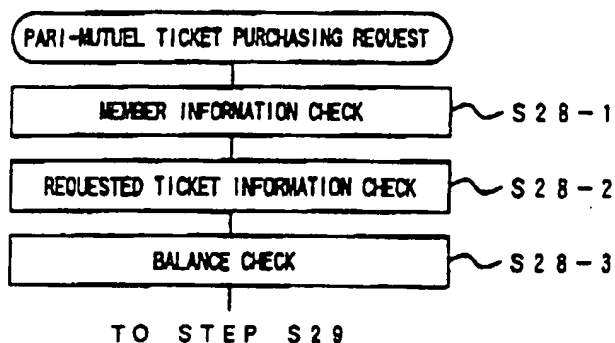 PARI-MUTUEL TICKET PURCHASING REQUEST
MEMBER INFORMATION CHECK
S28-1
REQUESTED TICKET INFORMATION CHECK
S28-2
BALANCE CHECK
S28-3
TO STEP S29